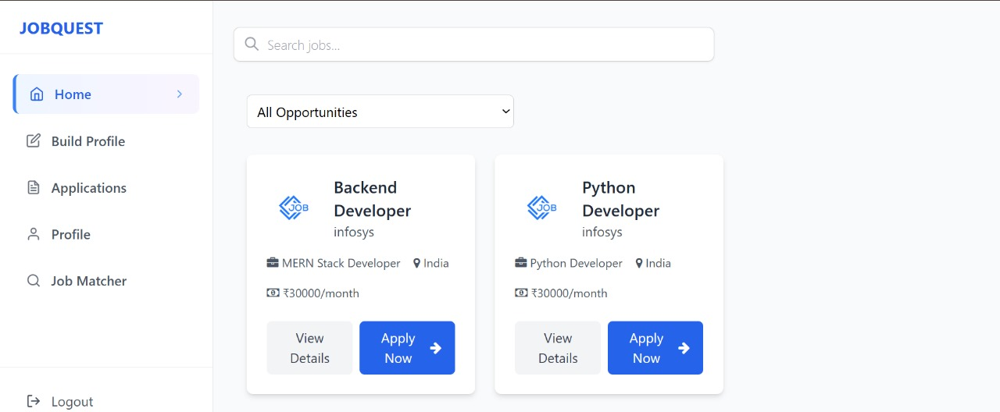 JOBQUEST
Home
Build Profile
Applications
Profile
Job Matcher
Logout
Search jobs...
All Opportunities
JOB
Backend
Developer
infosys
MERN Stack Developer India
₹30000/month
View
Details
Apply
Now
JOB
Python
Developer
infosys
Python Developer India
₹30000/month
View
Details
Apply
Now